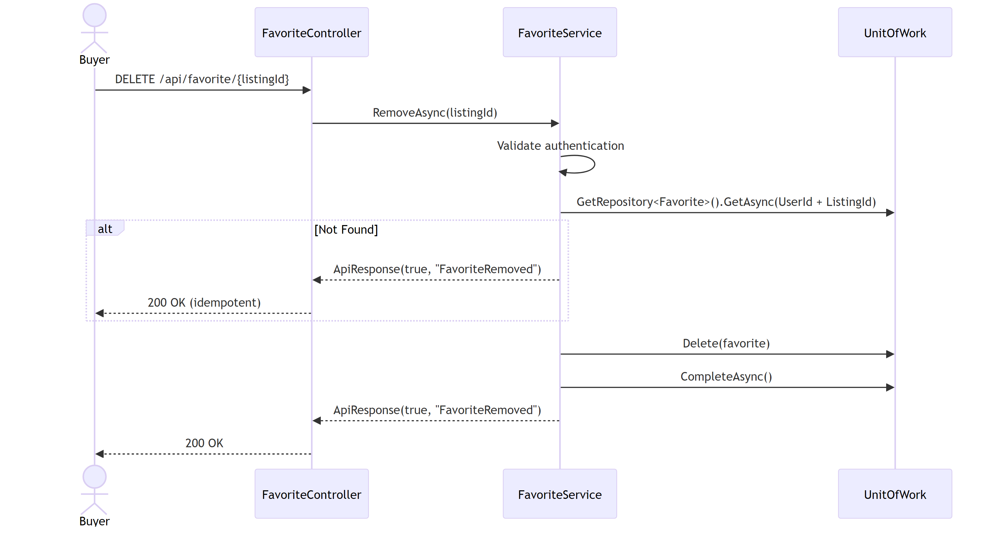 Buyer
FavoriteController
FavoriteService
UnitOfWork
DELETE /api/favorite/{listingId}
RemoveAsync(listingId)
Validate authentication
GetRepository<Favorite>().GetAsync(UserId + ListingId)
alt
[Not Found]
ApiResponse(true, "FavoriteRemoved")
200 OK (idempotent)
Delete(favorite)
CompleteAsync()
ApiResponse(true, "FavoriteRemoved")
200 OK
Buyer
FavoriteController
FavoriteService
UnitOfWork